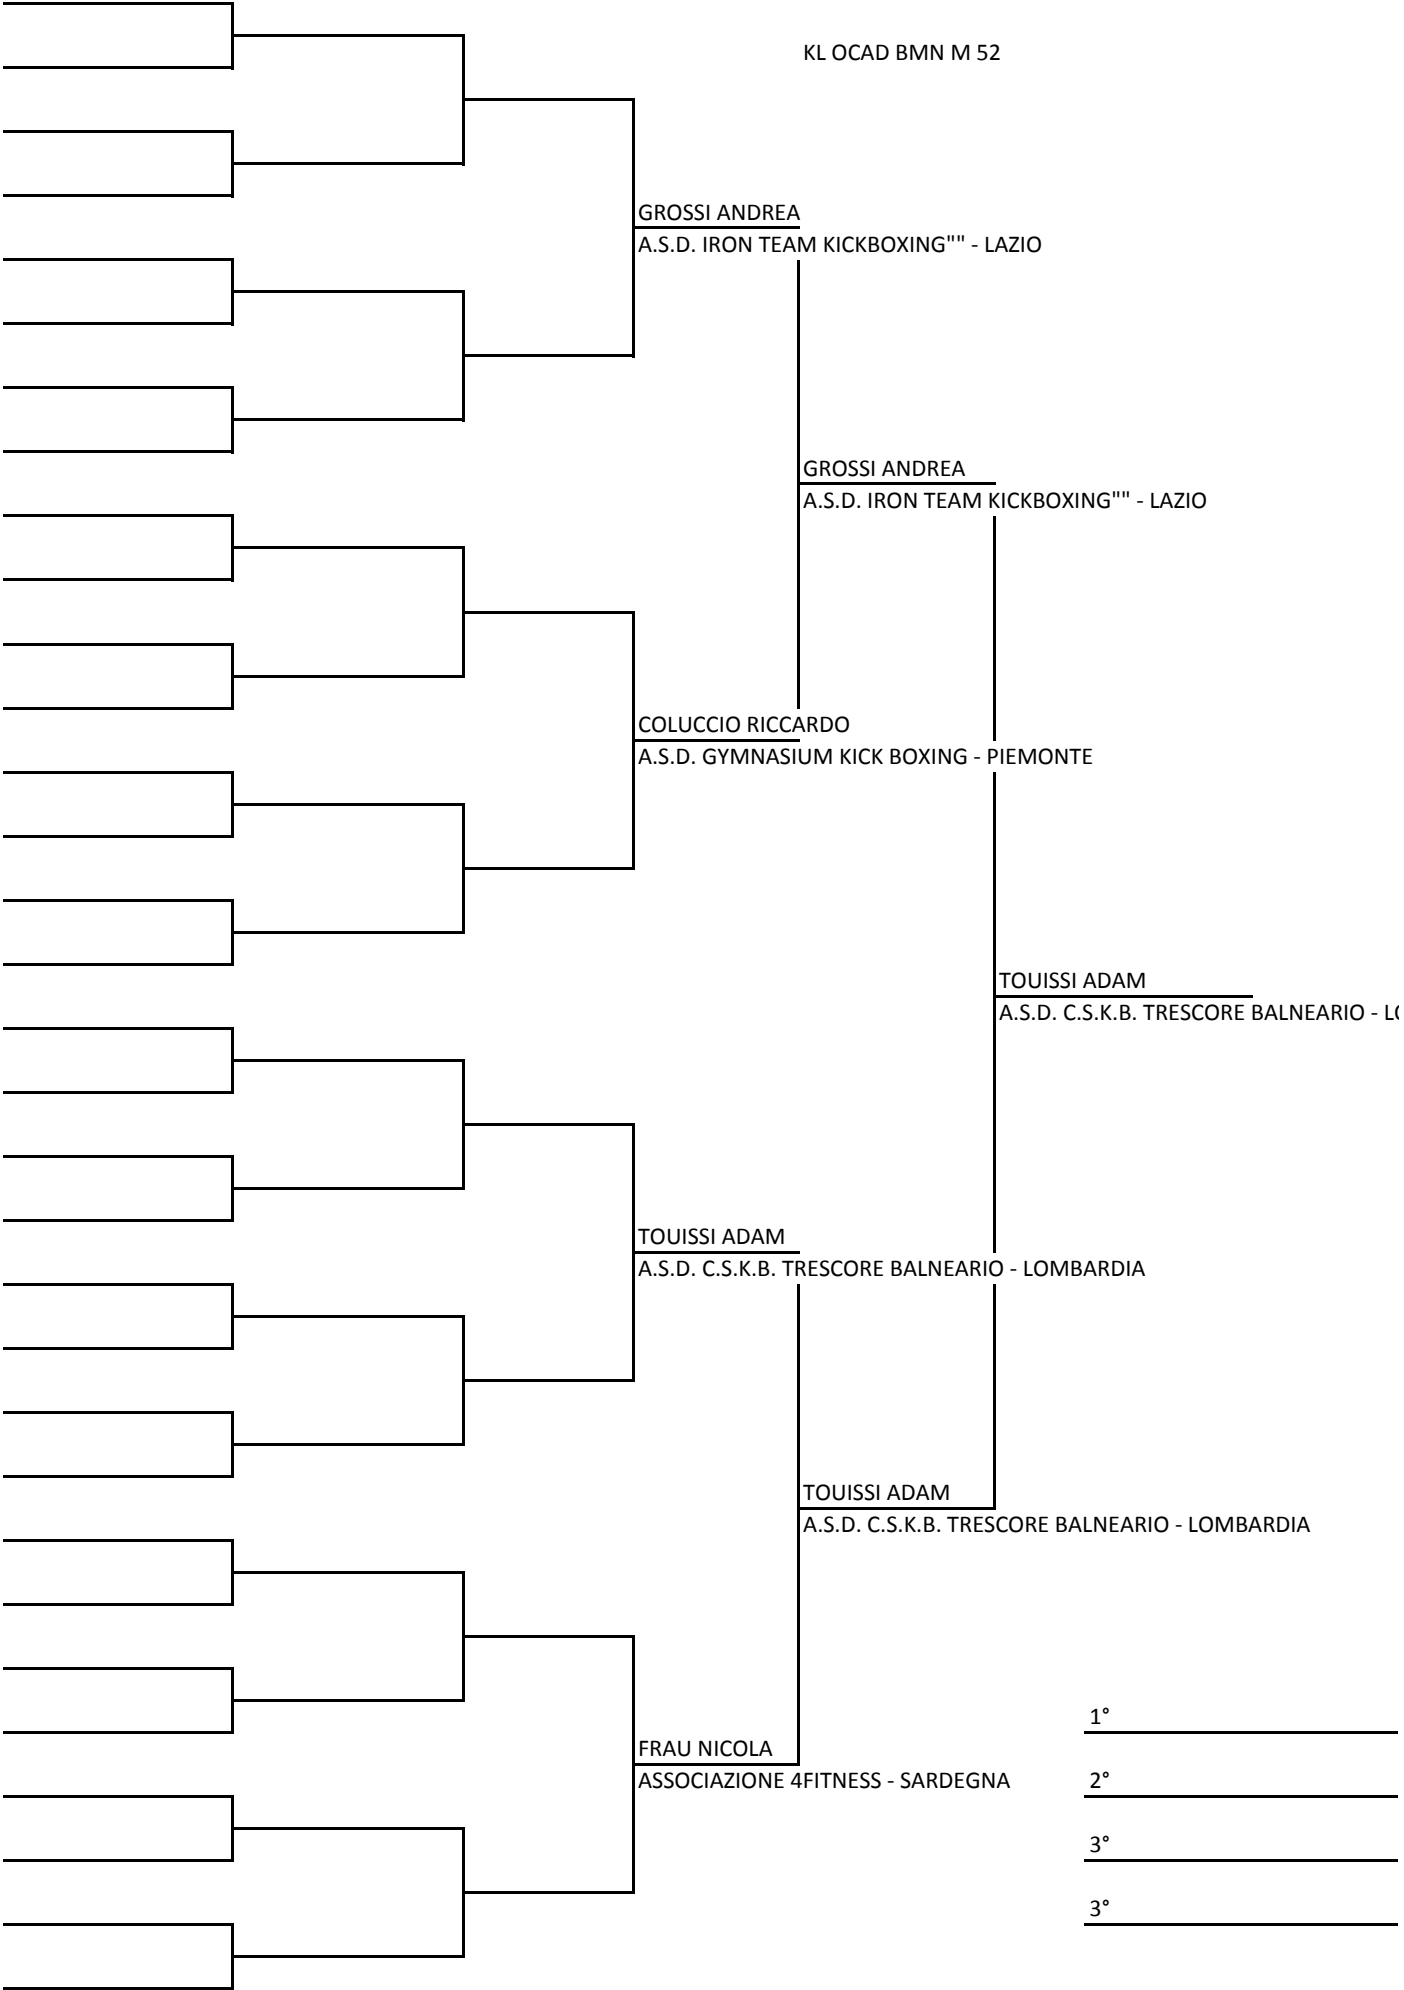 KL OCAD BMN M 52
GROSSI ANDREA
A.S.D. IRON TEAM KICKBOXING"" - LAZIO
GROSSI ANDREA
A.S.D. IRON TEAM KICKBOXING"" - LAZIO
COLUCCIO RICCARDO
A.S.D. GYMNASIUM KICK BOXING - PIEMONTE
TOUISSI ADAM
A.S.D. C.S.K.B. TRESCORE BALNEARIO -
TOUISSI ADAM
A.S.D. C.S.K.B. TRESCORE BALNEARIO - LOMBARDIA
TOUISSI ADAM
A.S.D. C.S.K.B. TRESCORE BALNEARIO - LOMBARDIA
1°
FRAU NICOLA
ASSOCIAZIONE 4FITNESS - SARDEGNA
2°
3°
3°